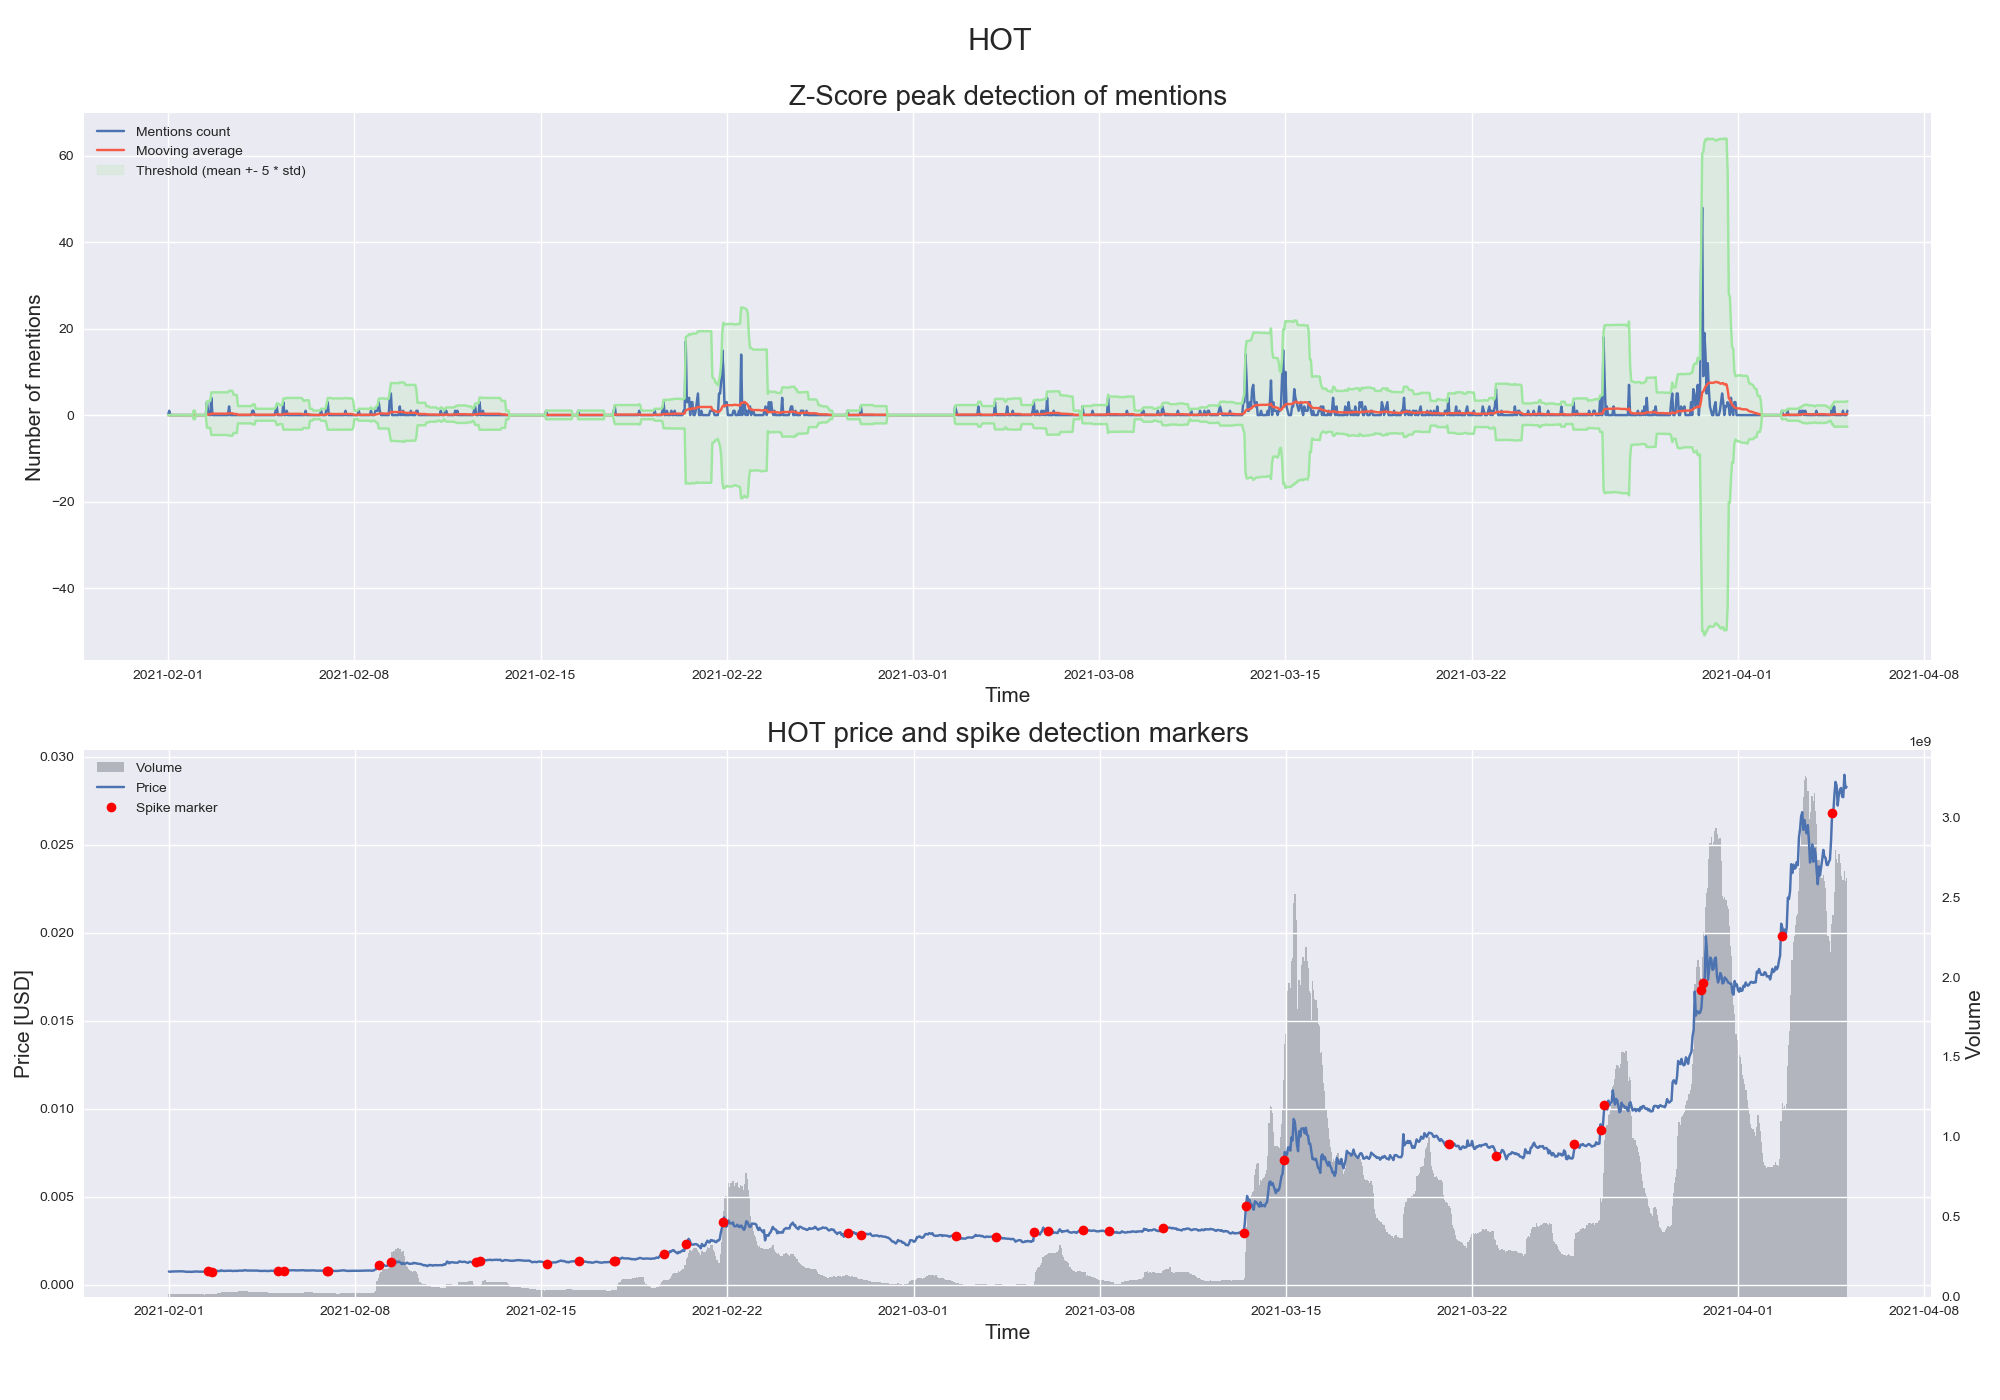 HOT
Z-Score peak detection of mentions
Mentions count
Mooving average
Threshold (mean +- 5 * std)
60
40
20
0
−20
−40
Number of mentions
2021-02-01 2021-02-08 2021-02-15 2021-02-22 2021-03-01 2021-03-08 2021-03-15 2021-03-22 2021-04-01 2021-04-08
Time
HOT price and spike detection markers
1e9
Volume
Price
Spike marker
0.030
0.025
0.020
0.015
0.010
0.005
0.000
Price [USD]
3.0
2.5
2.0
1.5
1.0
0.5
0.0
Volume
2021-02-01 2021-02-08 2021-02-15 2021-02-22 2021-03-01 2021-03-08 2021-03-15 2021-03-22 2021-04-01 2021-04-08
Time